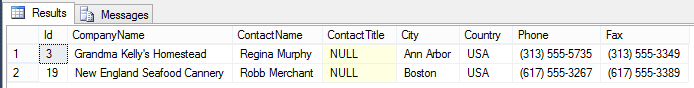 Results Messages
Id CompanyName ContactName ContactTitle City Country Phone Fax
1 3 Grandma Kelly's Homestead Regina Murphy NULL Ann Arbor USA (313) 555-5735 (313) 555-3349
2 19 New England Seafood Cannery Robb Merchant NULL Boston USA (617) 555-3267 (617) 555-3389